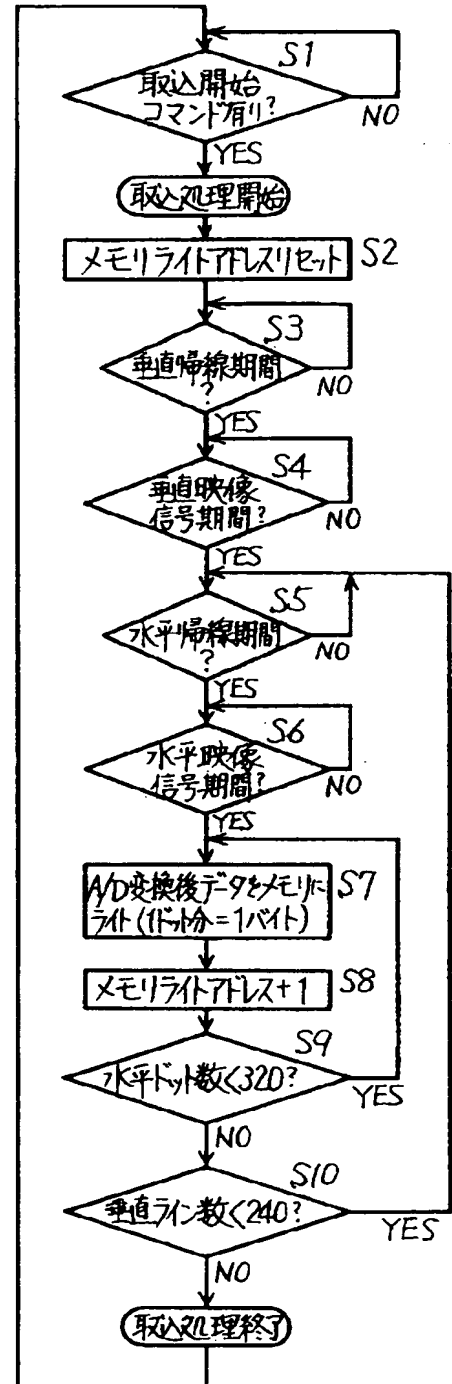 S1
取込開始
コマンド有り?
NO
YES
取込処理開始
メモリライトアドレスリセット
S2
S3
垂直帰線期間
?
NO
YES
S4
垂直映像
信号期間?
NO
YES
S5
水平帰線期間
?
NO
YES
S6
水平映像
信号期間?
NO
YES
A/D変換後データをメモリに
ライト(1ドット分=1バイト)
S7
メモリライトアドレス+1
S8
S9
水平ドット数<320?
YES
NO
S10
垂直ライン数<240?
YES
NO
取込処理終了